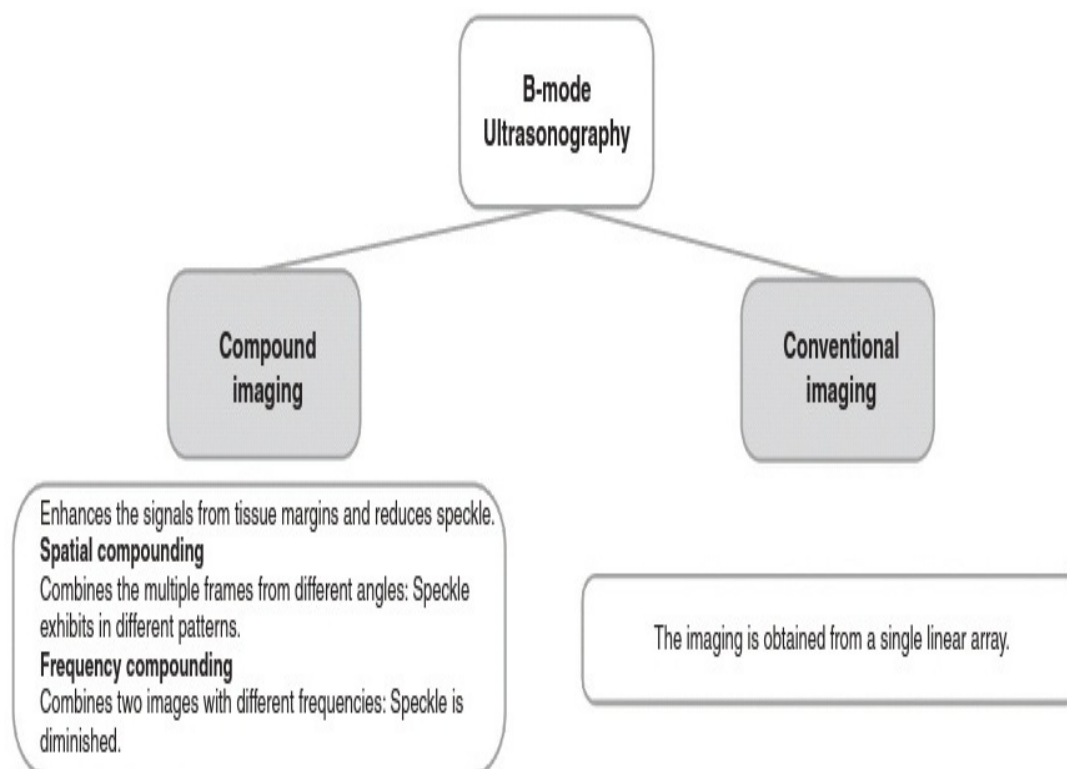 B-mode
Ultrasonography
Compound
imaging
Conventional
imaging
Enhances the signals from tissue margins and reduces speckle.
Spatial compounding
Combines the multiple frames from different angles: Speckle
exhibits in different patterns.
Frequency compounding
Combines two images with different frequencies: Speckle is
diminished.
The imaging is obtained from a single linear array.